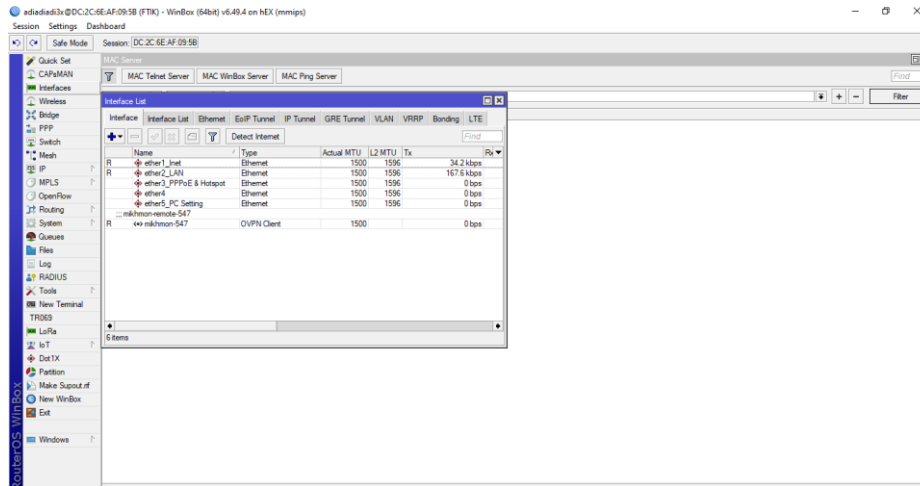 adiadiadi3x@DC:2C:6E:AF:09:5B (FTIK) - WinBox (64bit) v6.49.4 on hEX (mmips)
Session Settings Dashboard
Safe Mode Session: DC:2C:6E:AF:09:5B
Quick Set
CAPsMAN
Interfaces
Wireless
Bridge
PPP
Switch
Mesh
IP
MPLS
OpenFlow
Routing
System
Queues
Files
Log
RADIUS
Tools
New Terminal
TR069
LoRa
IoT
Dot1X
Partition
Make Supout.rif
New WinBox
Exit
Windows
RouterOS WinBox
MAC Server
MAC Telnet Server MAC WinBox Server MAC Ping Server Find
Filter
Interface List
Interface Interface List Ethernet EoIP Tunnel IP Tunnel GRE Tunnel VLAN VRRP Bonding LTE
Detect Internet Find
Name Type Actual MTU L2 MTU Tx
R ether1_Inet Ethernet 1500 1596 34.2 kbps
R ether2_LAN Ethernet 1500 1596 167.6 kbps
ether3_PPPoE & Hotspot Ethernet 1500 1596 0 bps
ether4 Ethernet 1500 1596 0 bps
ether5_PC Setting Ethernet 1500 1596 0 bps
::: mikhmon-remote-547
R mikhmon-547 OVPN Client 1500 0 bps
6 items